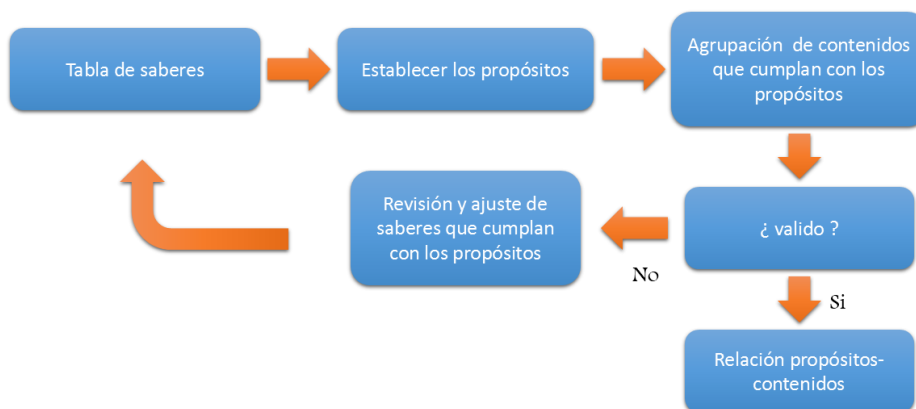 Tabla de saberes
Establecer los propósitos
Agrupación de contenidos
que cumplan con los
propósitos
Revisión y ajuste de
saberes que cumplan
con los propósitos
¿ valido ?
No
Si
Relación propósitos-
contenidos